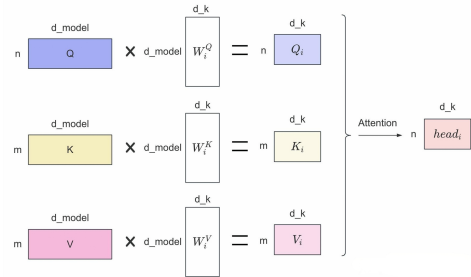 d_model
d_k
d_k
n
Q
×
d_model
W_i^Q
=
n
Q_i
d_model
d_k
d_k
d_k
m
K
×
d_model
W_i^K
=
m
K_i
Attention
n
head_i
d_model
d_k
d_k
m
V
×
d_model
W_i^V
=
m
V_i